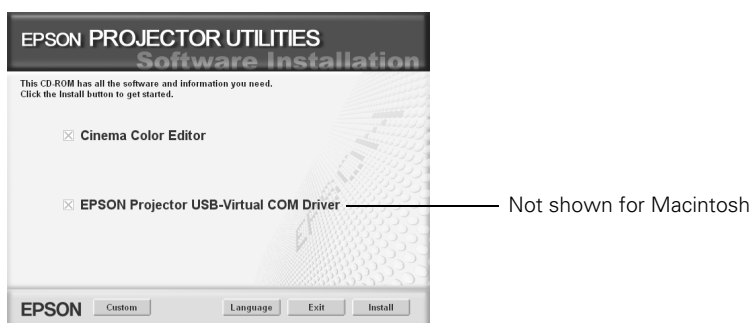 EPSON PROJECTOR UTILITIES
Software Installation
This CD-ROM has all the software and information you need.
Click the Install button to get started.
Cinema Color Editor
EPSON Projector USB-Virtual COM Driver
Not shown for Macintosh
EPSON
EPSON
Custom
Language
Exit
Install